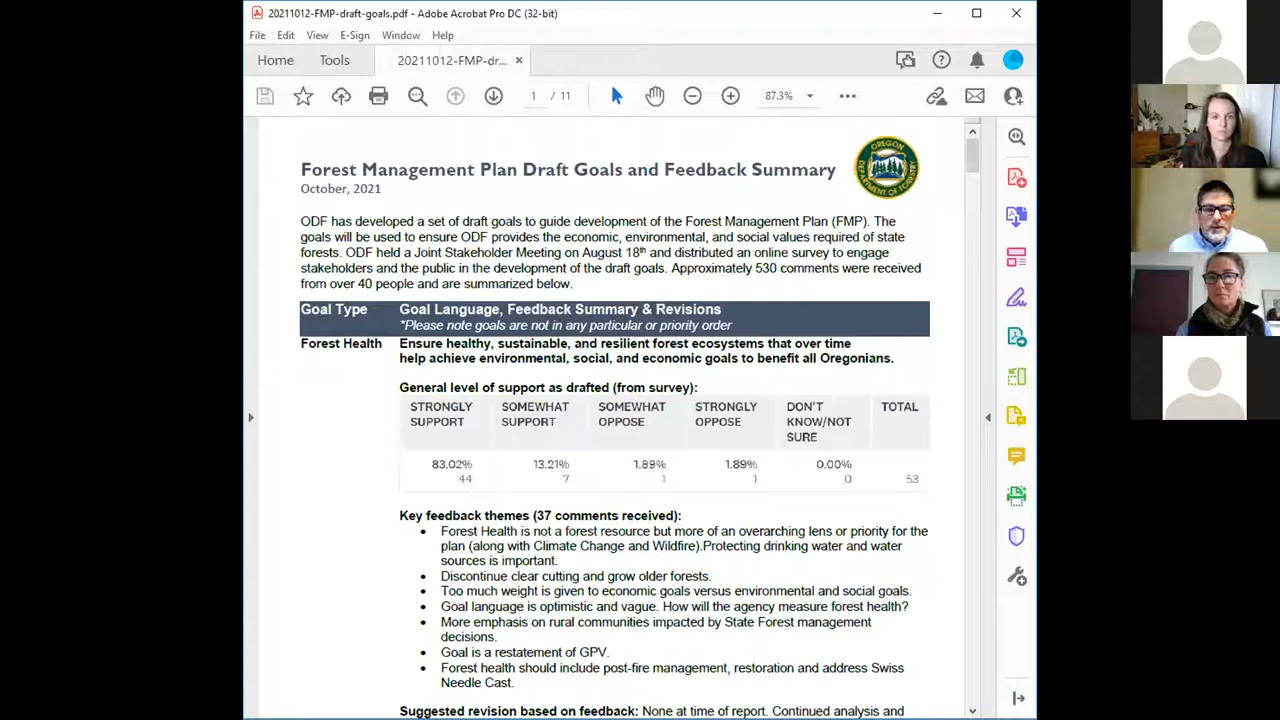 20211012-FMP-draft-goals.pdf - Adobe Acrobat Pro DC (32-bit)
File Edit View E-Sign Window Help
Home Tools 20211012-FMP-dr... ×
1 / 11 87.3%
OREGON DEPARTMENT OF FORESTRY
Forest Management Plan Draft Goals and Feedback Summary
October, 2021
ODF has developed a set of draft goals to guide development of the Forest Management Plan (FMP). The
goals will be used to ensure ODF provides the economic, environmental, and social values required of state
forests. ODF held a Joint Stakeholder Meeting on August 18th and distributed an online survey to engage
stakeholders and the public in the development of the draft goals. Approximately 530 comments were received
from over 40 people and are summarized below.
Goal Type Goal Language, Feedback Summary & Revisions
*Please note goals are not in any particular or priority order
Forest Health Ensure healthy, sustainable, and resilient forest ecosystems that over time
help achieve environmental, social, and economic goals to benefit all Oregonians.
General level of support as drafted (from survey):
STRONGLY SUPPORT SOMEWHAT SUPPORT SOMEWHAT OPPOSE STRONGLY OPPOSE DON'T KNOW/NOT SURE TOTAL
83.02% 13.21% 1.89% 1.89% 0.00%
44 7 1 1 0 53
Key feedback themes (37 comments received):
• Forest Health is not a forest resource but more of an overarching lens or priority for the
plan (along with Climate Change and Wildfire).Protecting drinking water and water
sources is important.
• Discontinue clear cutting and grow older forests.
• Too much weight is given to economic goals versus environmental and social goals.
• Goal language is optimistic and vague. How will the agency measure forest health?
• More emphasis on rural communities impacted by State Forest management
decisions.
• Goal is a restatement of GPV.
• Forest health should include post-fire management, restoration and address Swiss
Needle Cast.
Suggested revision based on feedback: None at time of report. Continued analysis and